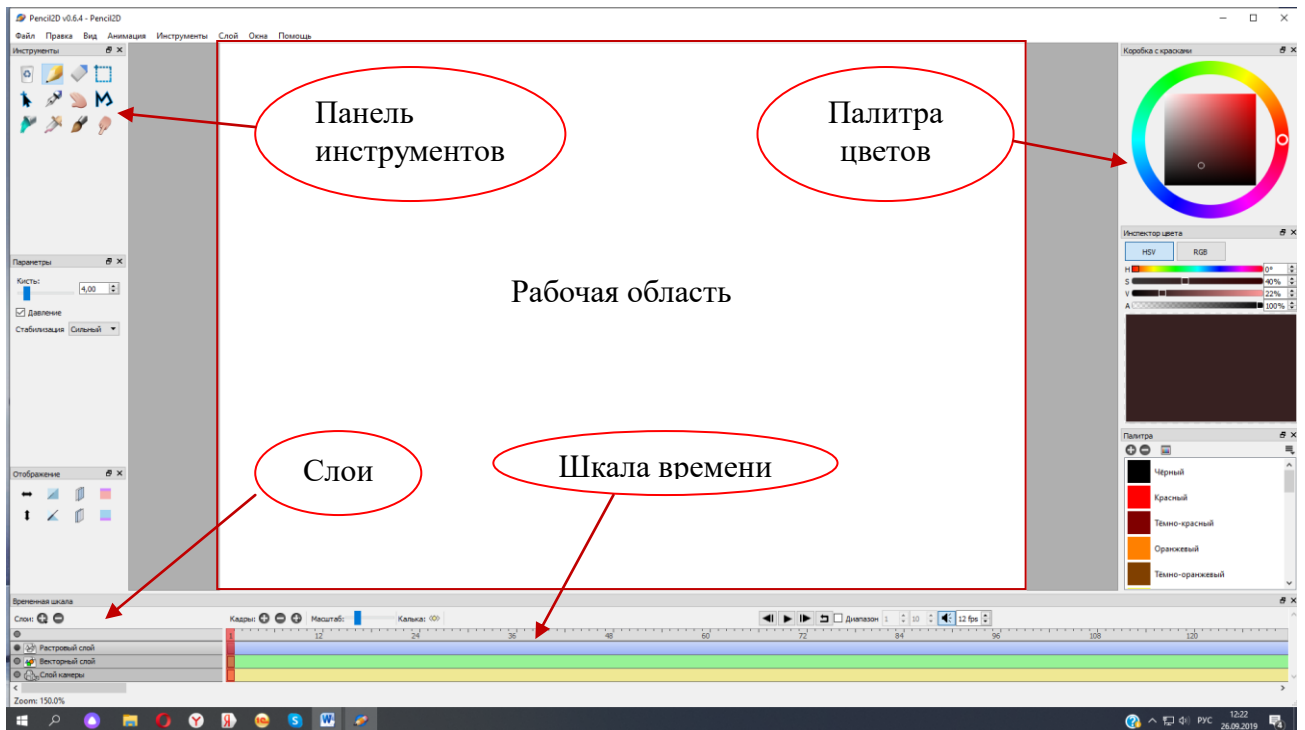 Pencil2D v0.6.4 - Pencil2D
Файл Правка Вид Анимация Инструменты Слой Окна Помощь
Инструменты
Коробка с красками
Панель
инструментов
Палитра
цветов
Инспектор цвета
HSV RGB
H 0°
S 40%
V 22%
A 100%
Параметры
Кисть:
4,00
Давление
Стабилизация Сильный
Рабочая область
Палитра
Чёрный
Красный
Тёмно-красный
Оранжевый
Тёмно-оранжевый
Отображение
Слои
Шкала времени
Временная шкала
Слои:
Кадры: Масштаб: Калька: Диапазон 1 10 12 fps
1 12 24 36 48 60 72 84 96 108 120
Растровый слой
Векторный слой
Слой камеры
Zoom: 150.0%
РУС 12:22
26.09.2019